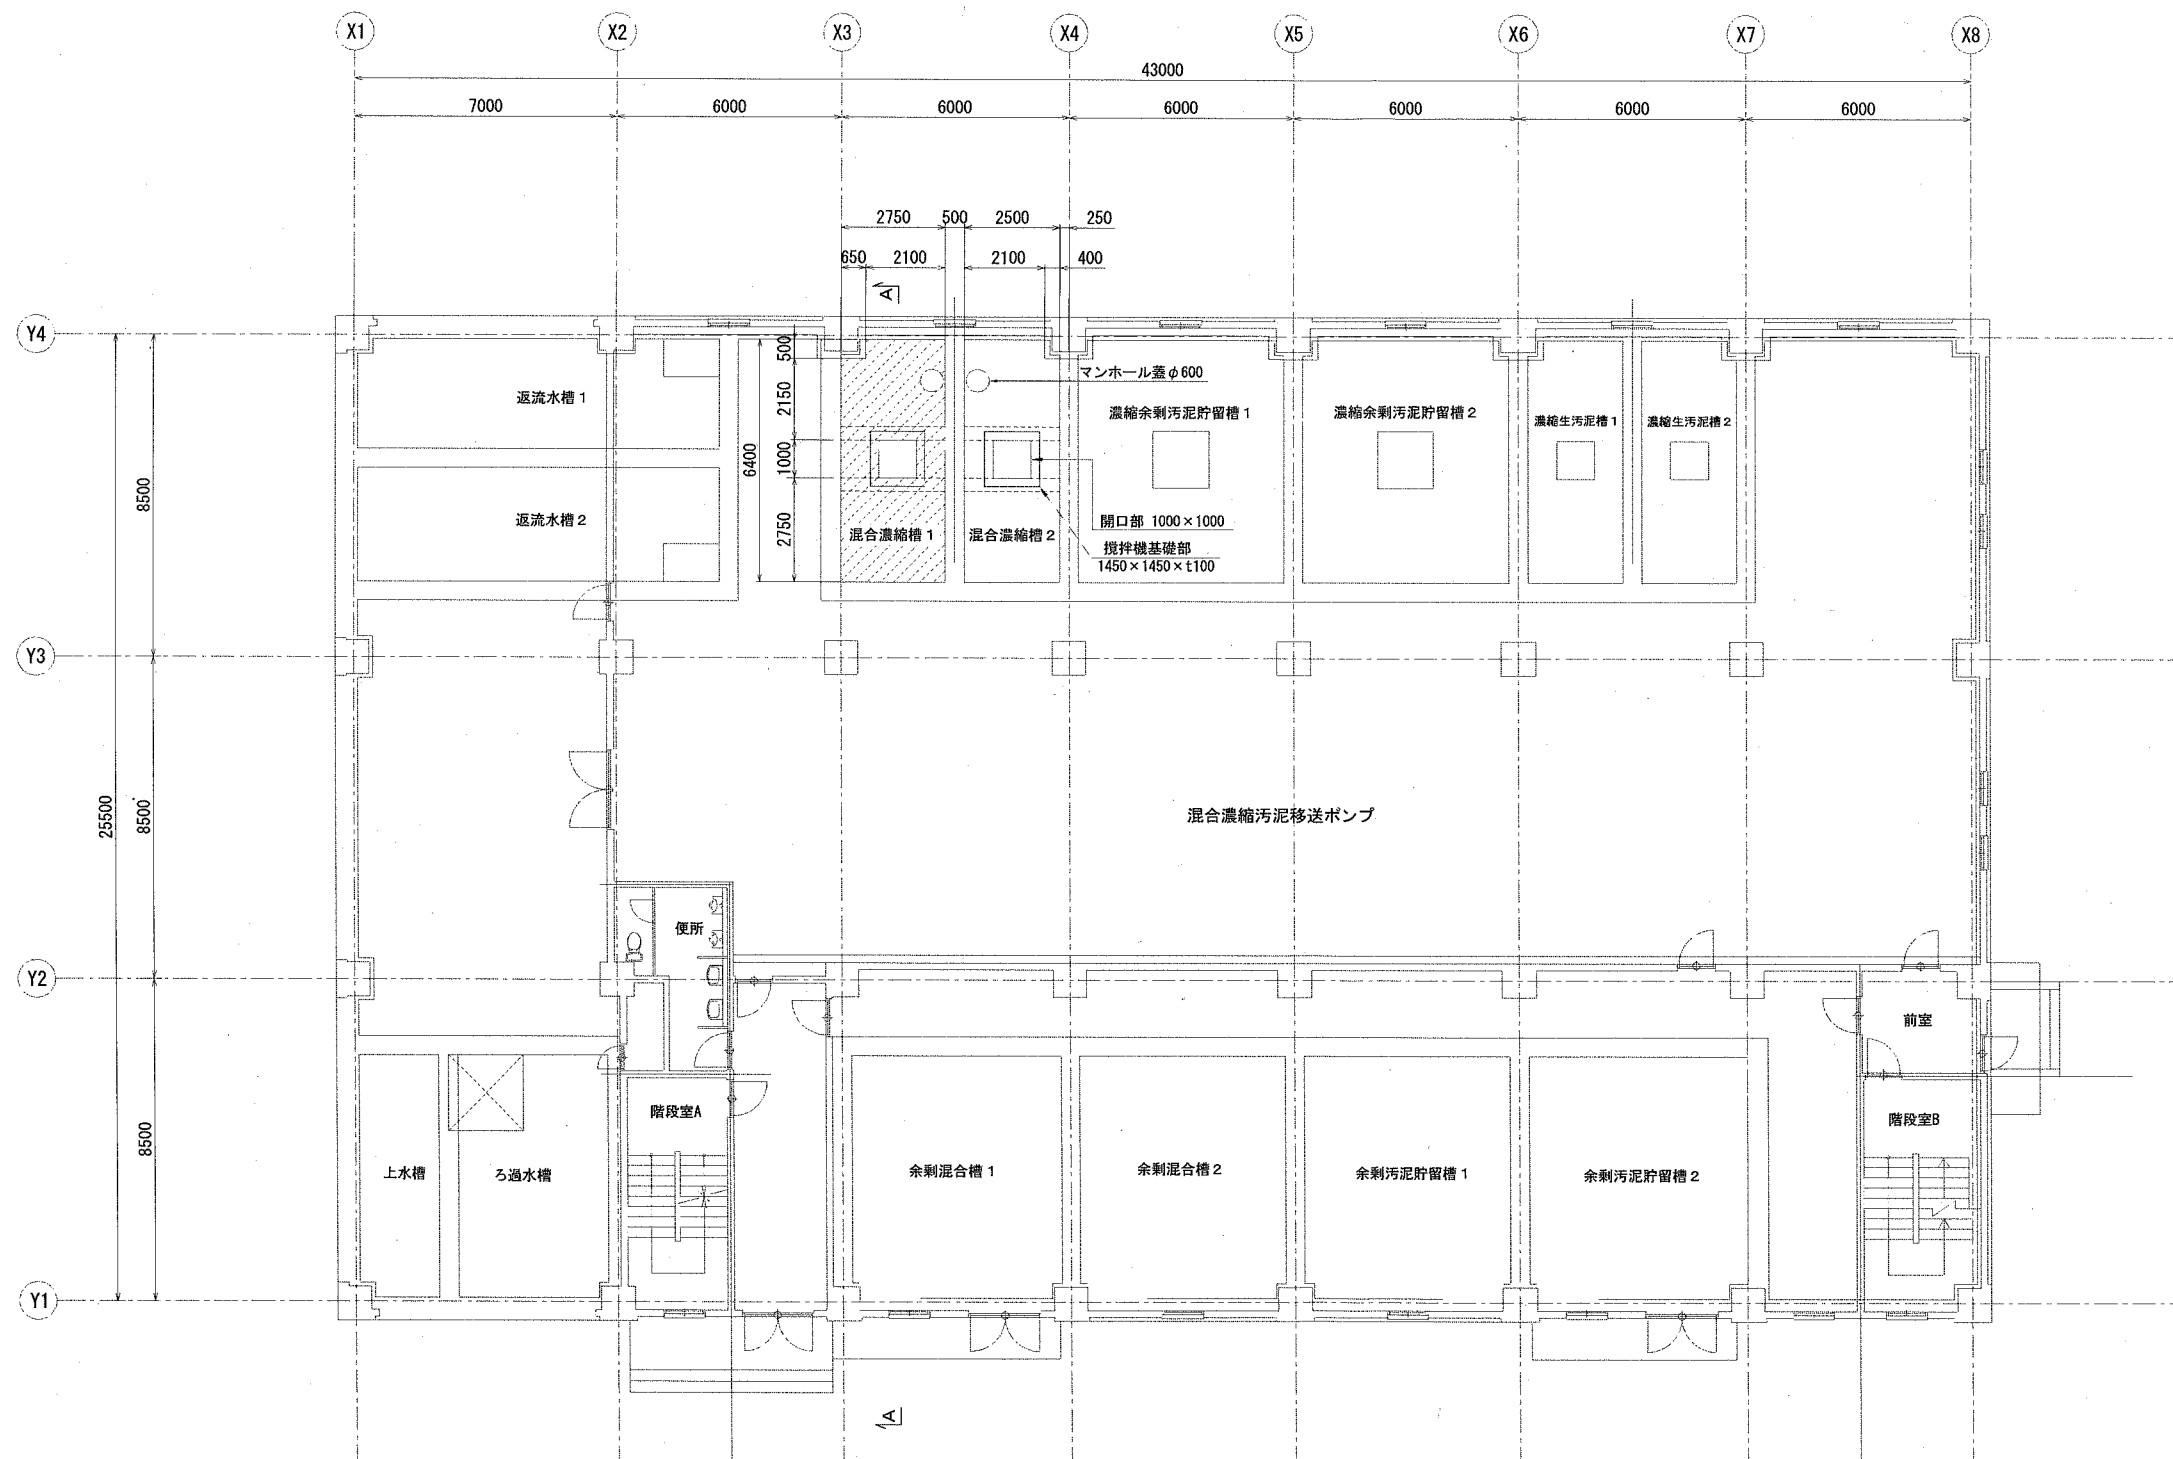 X1 X2 X3 X4 X5 X6 X7 X8
43000
7000 6000 6000 6000 6000 6000 6000
2750 500 2500 250
650 2100 2100 400
A
Y4
500
マンホール蓋φ600
返流水槽1
2150
濃縮余剰汚泥貯留槽1
濃縮余剰汚泥貯留槽2
濃縮生汚泥槽1
濃縮生汚泥槽2
6400
1000
8500
返流水槽2
2750
混合濃縮槽1
混合濃縮槽2
開口部 1000×1000
撹拌機基礎部
1450×1450×t100
Y3
25500
8500
混合濃縮汚泥移送ポンプ
便所
Y2
前室
8500
階段室A
階段室B
上水槽
ろ過水槽
余剰混合槽1
余剰混合槽2
余剰汚泥貯留槽1
余剰汚泥貯留槽2
Y1
A